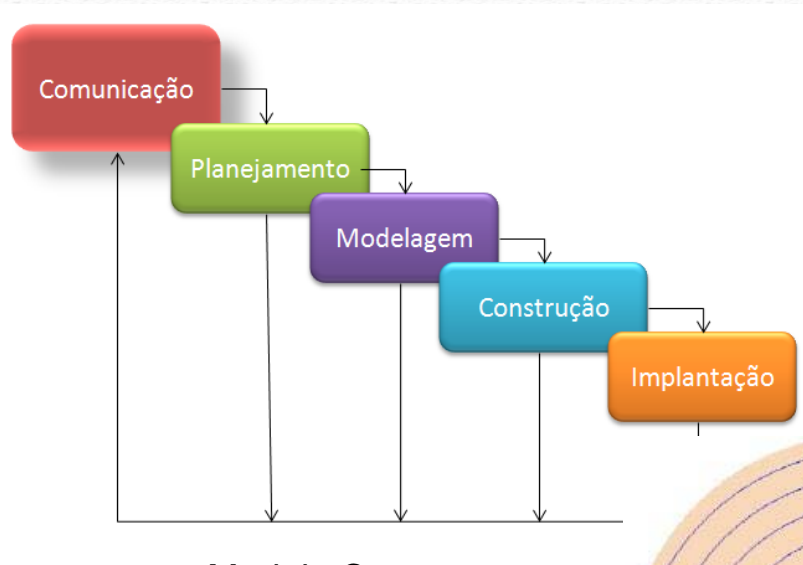 Comunicação
Planejamento
Modelagem
Construção
Implantação